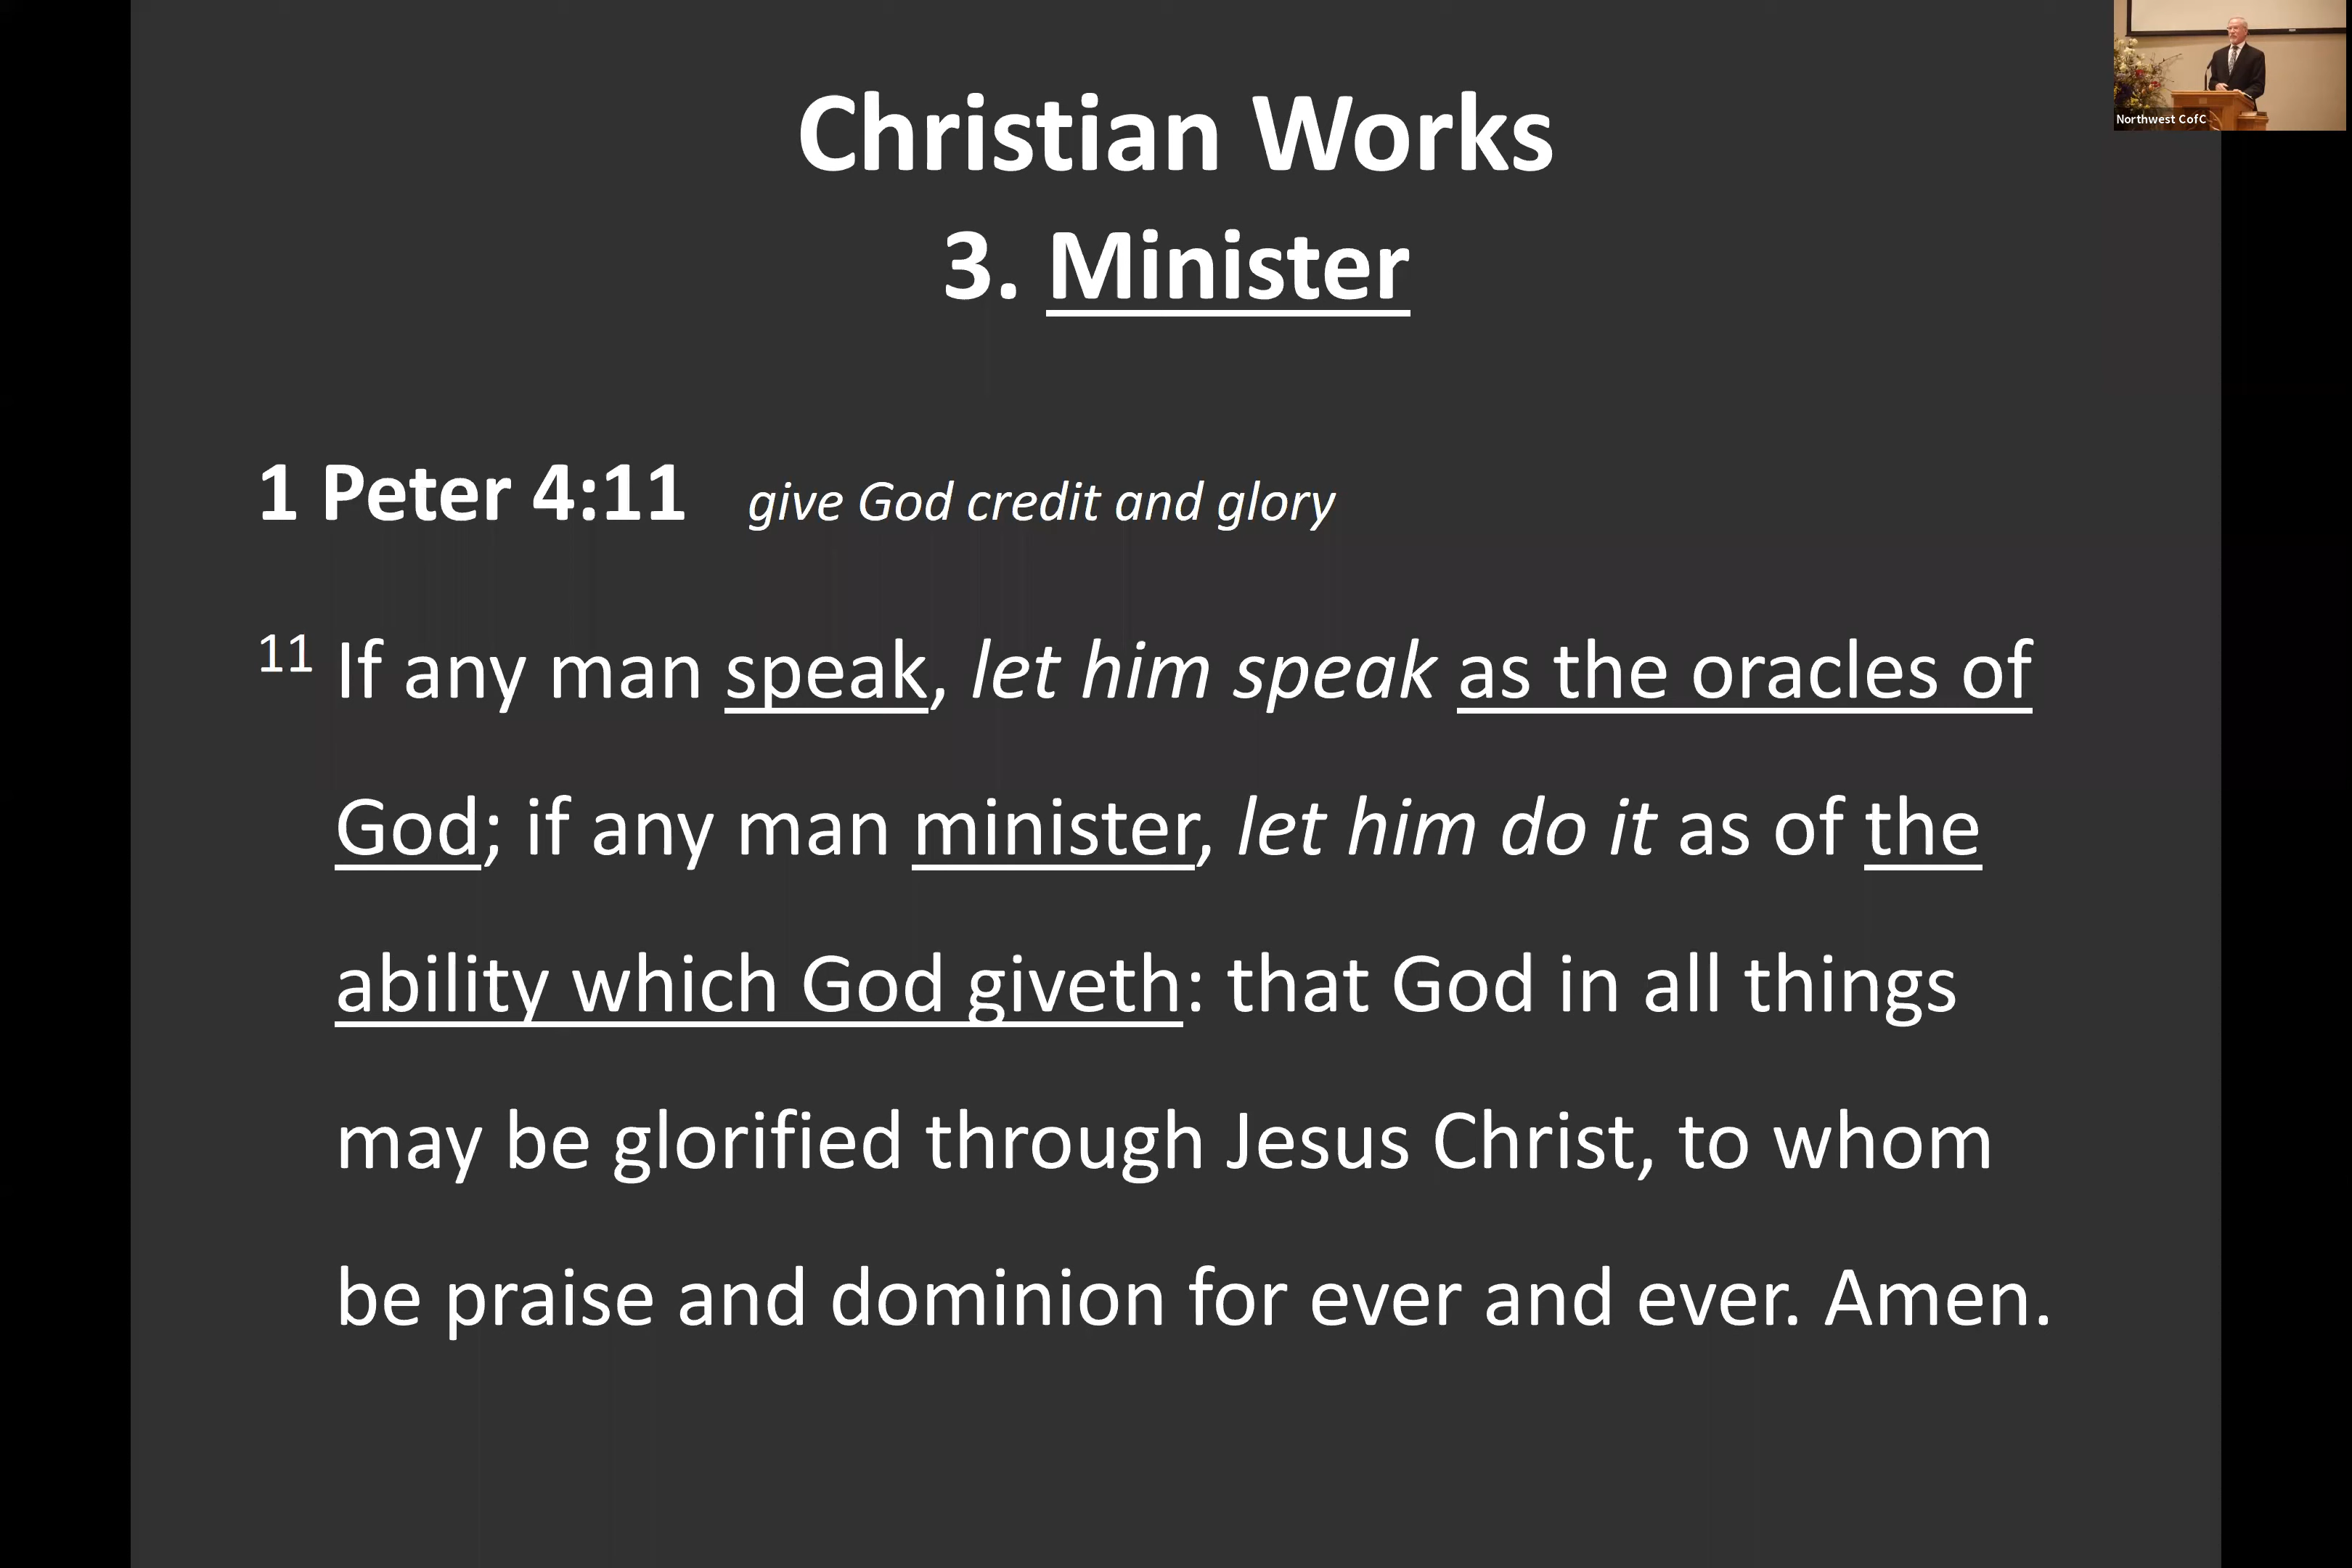 Christian Works
3. Minister
Northwest CofC
1 Peter 4:11 give God credit and glory
11 If any man speak, let him speak as the oracles of
God; if any man minister, let him do it as of the
ability which God giveth: that God in all things
may be glorified through Jesus Christ, to whom
be praise and dominion for ever and ever. Amen.